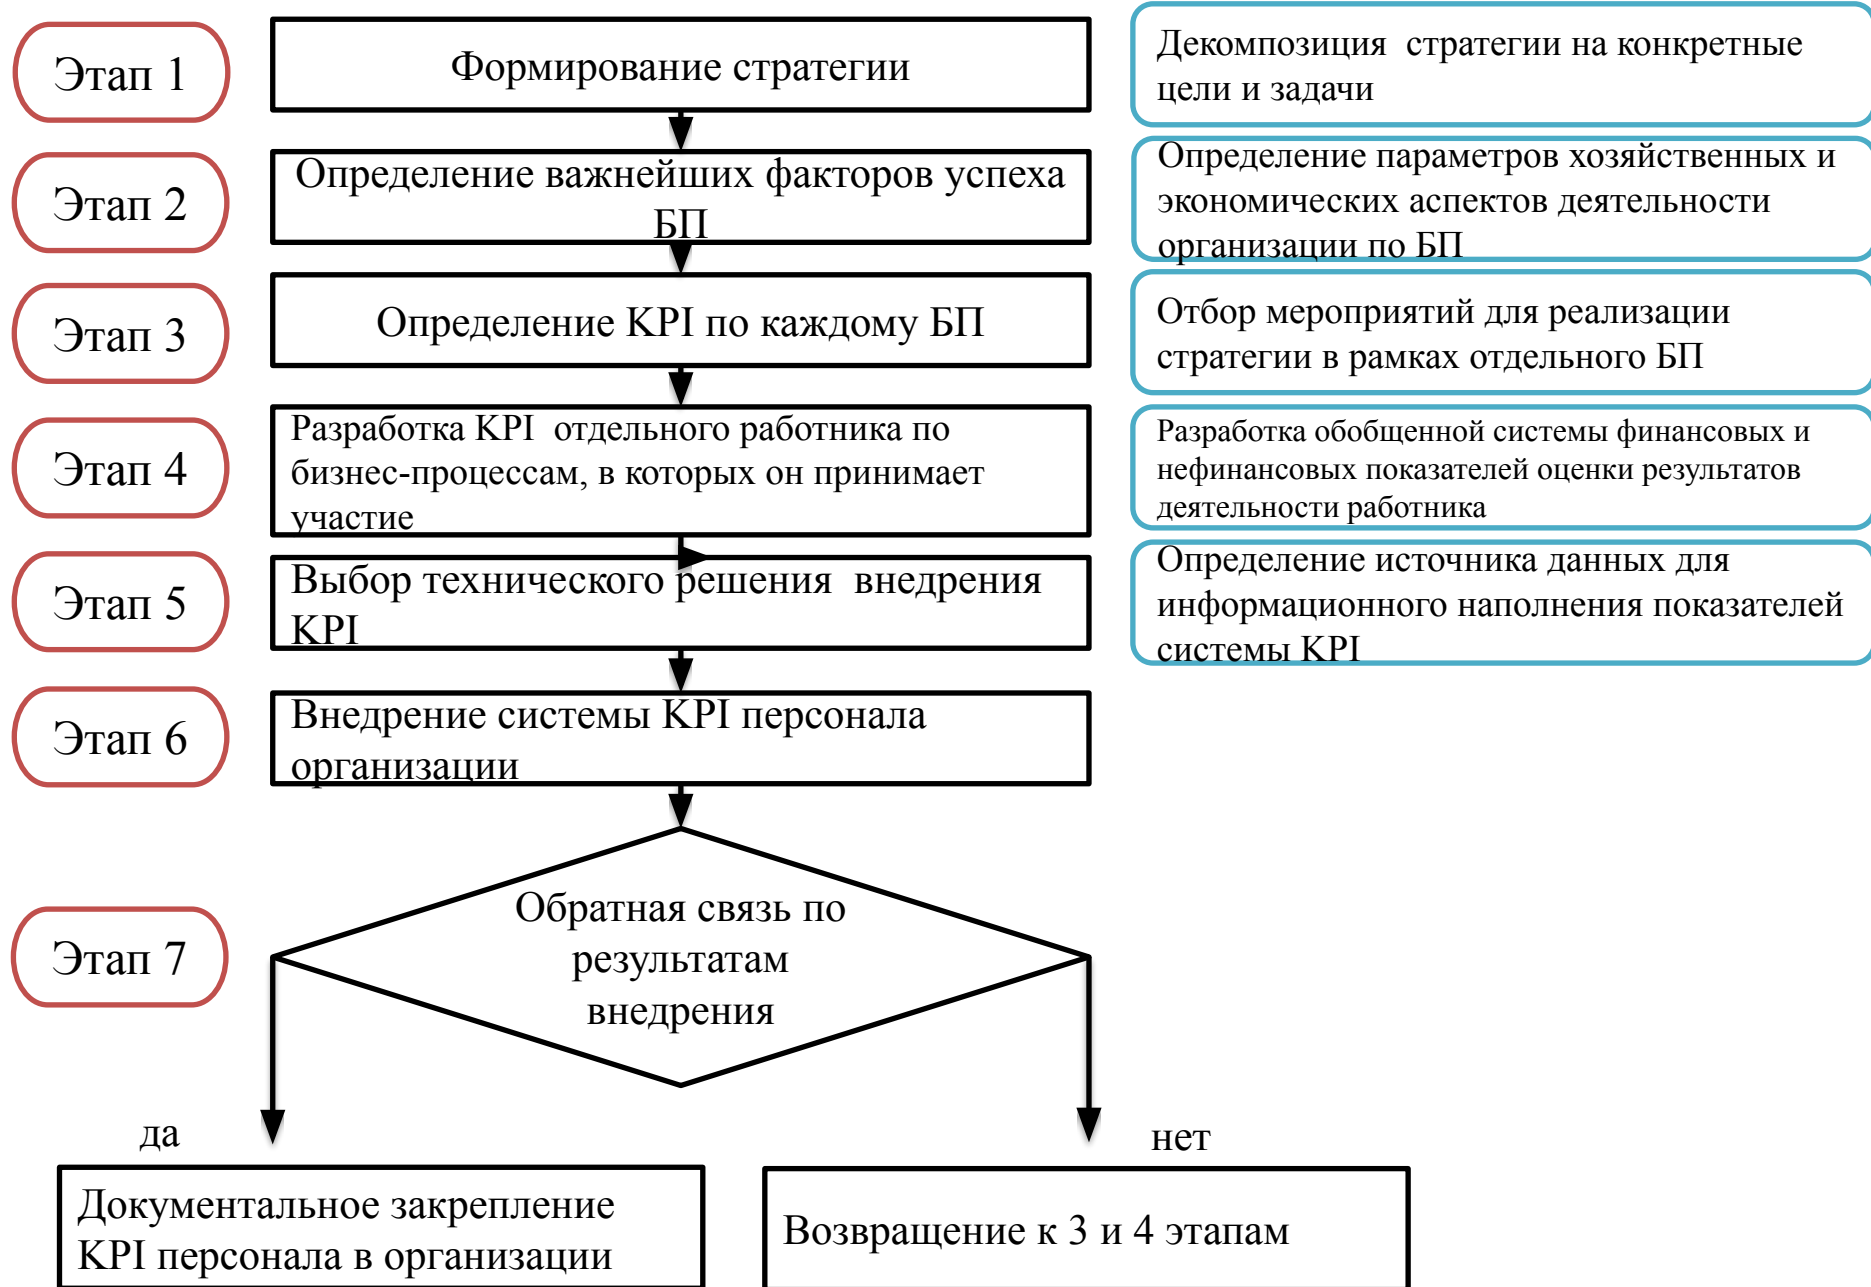 Этап 1
Формирование стратегии
Декомпозиция стратегии на конкретные
цели и задачи
Этап 2
Определение важнейших факторов успеха
БП
Определение параметров хозяйственных и
экономических аспектов деятельности
организации по БП
Этап 3
Определение KPI по каждому БП
Отбор мероприятий для реализации
стратегии в рамках отдельного БП
Этап 4
Разработка KPI отдельного работника по
бизнес-процессам, в которых он принимает
участие
Разработка обобщенной системы финансовых и
нефинансовых показателей оценки результатов
деятельности работника
Этап 5
Выбор технического решения внедрения
KPI
Определение источника данных для
информационного наполнения показателей
системы KPI
Этап 6
Внедрение системы KPI персонала
организации
Этап 7
Обратная связь по
результатам
внедрения
да
нет
Документальное закрепление
KPI персонала в организации
Возвращение к 3 и 4 этапам